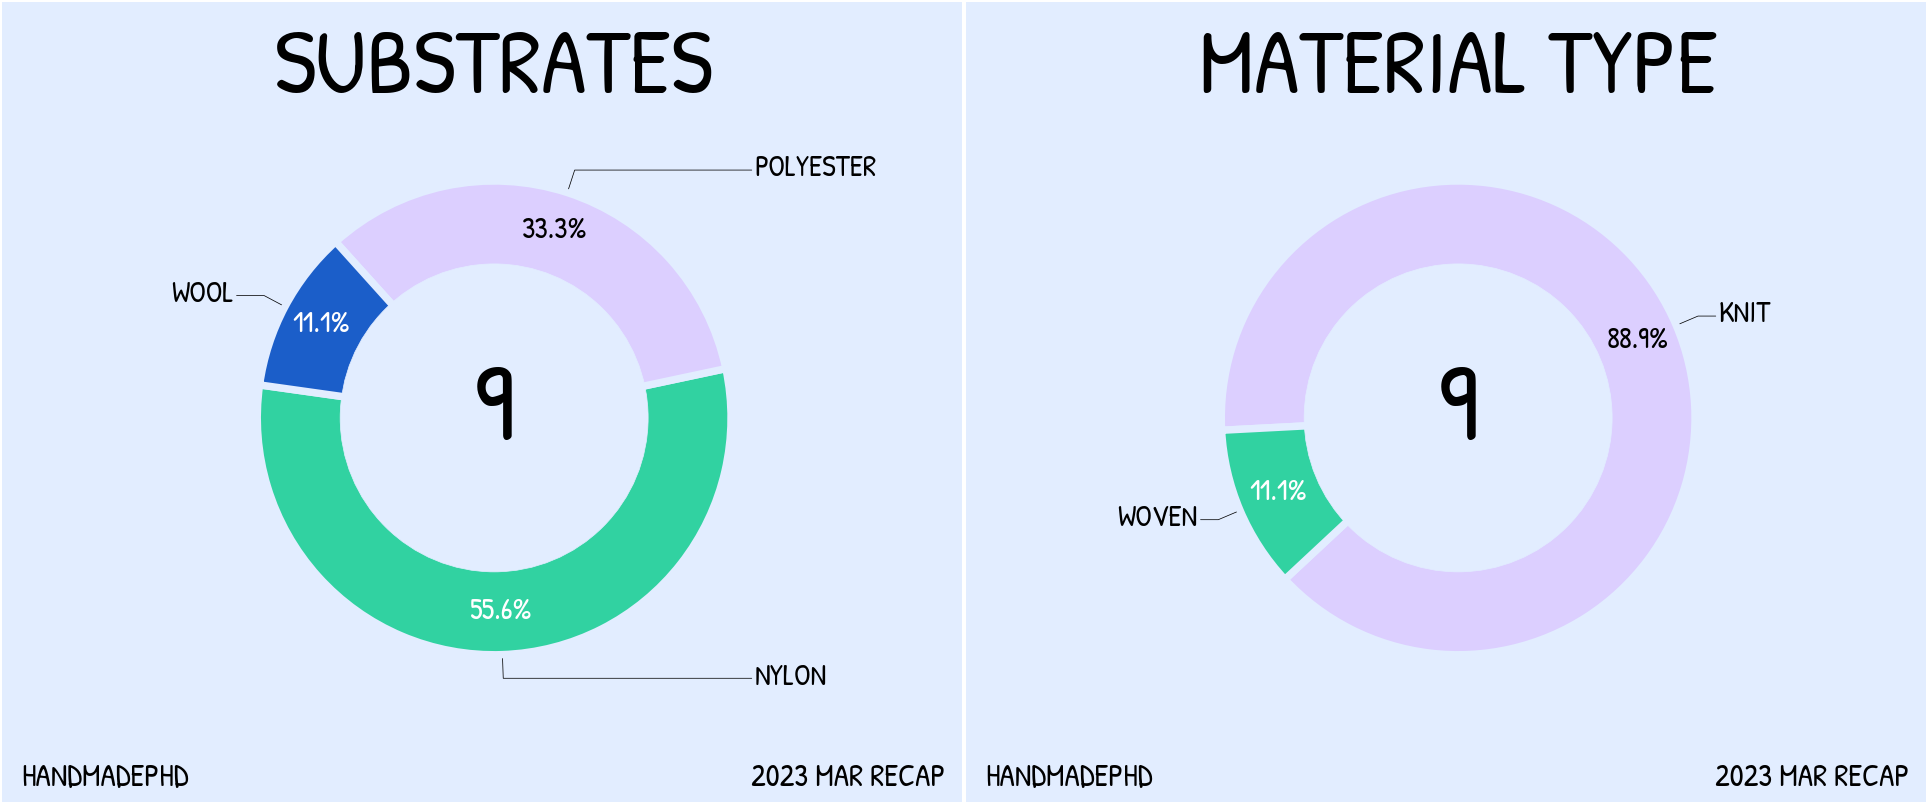 SUBSTRATES
POLYESTER
33.3%
WOOL
11.1%
9
55.6%
NYLON
HANDMADEPHD
2023 MAR RECAP
MATERIAL TYPE
KNIT
88.9%
9
11.1%
WOVEN
HANDMADEPHD
2023 MAR RECAP